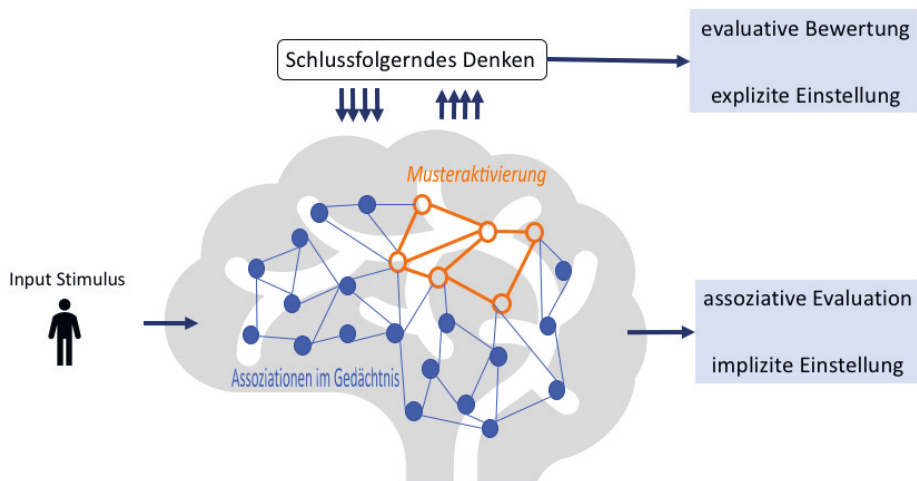 Schlussfolgerndes Denken
evaluative Bewertung
explizite Einstellung
Musteraktivierung
Input Stimulus
Assoziationen im Gedächtnis
assoziative Evaluation
implizite Einstellung